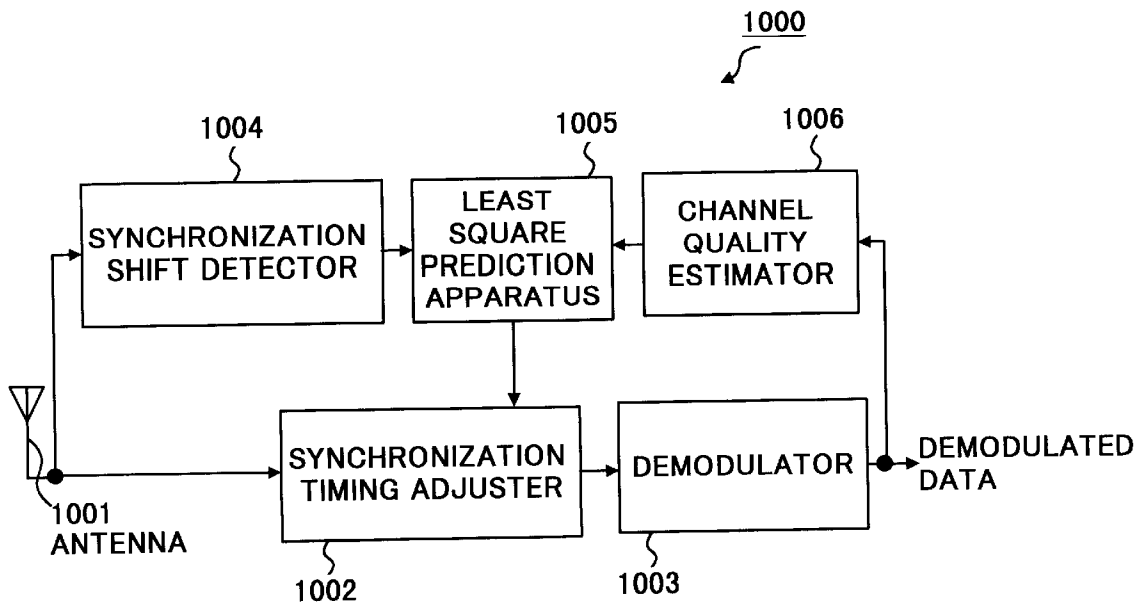 1000
1004
1005
1006
SYNCHRONIZATION
SHIFT DETECTOR
LEAST
SQUARE
PREDICTION
APPARATUS
CHANNEL
QUALITY
ESTIMATOR
SYNCHRONIZATION
TIMING ADJUSTER
DEMODULATOR
DEMODULATED
DATA
1001
ANTENNA
1002
1003